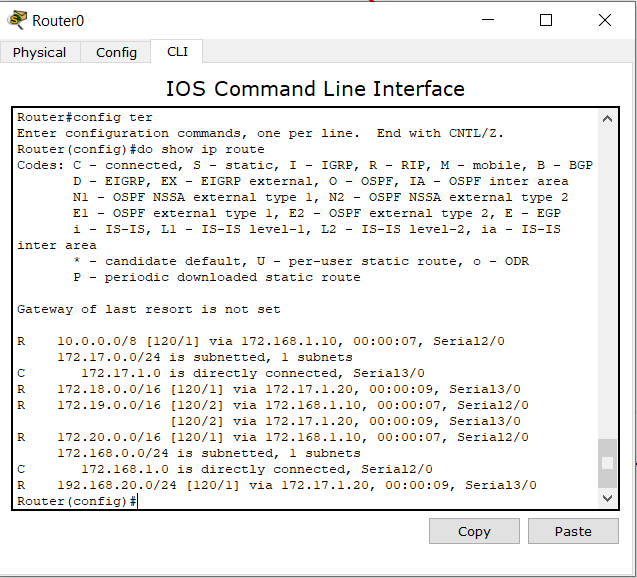 Router0
Physical Config CLI
IOS Command Line Interface
Router#config ter
Enter configuration commands, one per line.  End with CNTL/Z.
Router(config)#do show ip route
Codes: C - connected, S - static, I - IGRP, R - RIP, M - mobile, B - BGP
       D - EIGRP, EX - EIGRP external, O - OSPF, IA - OSPF inter area
       N1 - OSPF NSSA external type 1, N2 - OSPF NSSA external type 2
       E1 - OSPF external type 1, E2 - OSPF external type 2, E - EGP
       i - IS-IS, L1 - IS-IS level-1, L2 - IS-IS level-2, ia - IS-IS
inter area
       * - candidate default, U - per-user static route, o - ODR
       P - periodic downloaded static route
Gateway of last resort is not set
R    10.0.0.0/8 [120/1] via 172.168.1.10, 00:00:07, Serial2/0
     172.17.0.0/24 is subnetted, 1 subnets
C       172.17.1.0 is directly connected, Serial3/0
R    172.18.0.0/16 [120/1] via 172.17.1.20, 00:00:09, Serial3/0
R    172.19.0.0/16 [120/2] via 172.168.1.10, 00:00:07, Serial2/0
                   [120/2] via 172.17.1.20, 00:00:09, Serial3/0
R    172.20.0.0/16 [120/1] via 172.168.1.10, 00:00:07, Serial2/0
     172.168.0.0/24 is subnetted, 1 subnets
C       172.168.1.0 is directly connected, Serial2/0
R    192.168.20.0/24 [120/1] via 172.17.1.20, 00:00:09, Serial3/0
Router(config)#
Copy Paste